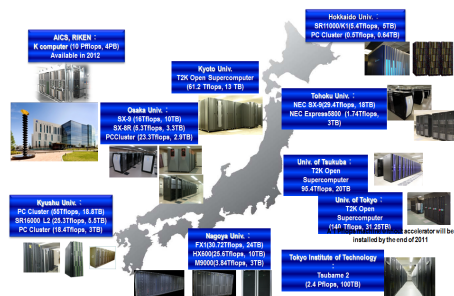 Hokkaido Univ. :
SR11000/K1(5.4Tflops, 5TB)
PC Cluster (0.5Tflops, 0.64TB)
AICS, RIKEN :
K computer (10 Pflops, 4PB)
Available in 2012
Kyoto Univ.
T2K Open Supercomputer
(61.2 Tflops, 13 TB)
Osaka Univ. :
SX-9 (16Tflops, 10TB)
SX-8R (5.3Tflops, 3.3TB)
PCCluster (23.3Tflops, 2.9TB)
Tohoku Univ. :
NEC SX-9(29.4Tflops, 18TB)
NEC Express5800 (1.74Tflops,
3TB)
Univ. of Tsukuba :
T2K Open
Supercomputer
95.4Tflops, 20TB
Univ. of Tokyo :
T2K Open
Supercomputer
(140 Tflops, 31.25TB)
accelerator will be
installed by the end of 2011
Kyushu Univ. :
PC Cluster (55Tflops, 18.8TB)
SR16000 L2 (25.3Tflops, 5.5TB)
PC Cluster (18.4Tflops, 3TB)
Nagoya Univ. :
FX1(30.72Tflops, 24TB)
HX600(25.6Tflops, 10TB)
M9000(3.84Tflops, 3TB)
Tokyo Institute of Technology :
Tsubame 2
(2.4 Pflops, 100TB)